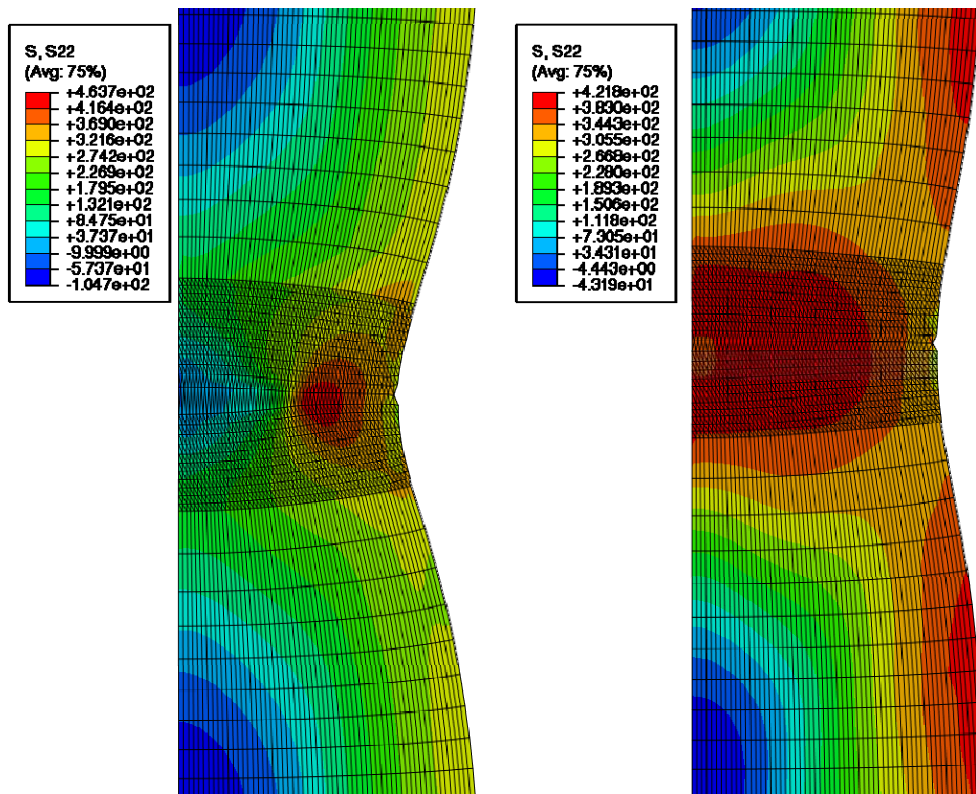 S, S22
(Avg: 75%)
+4.637e+02
+4.164e+02
+3.690e+02
+3.216e+02
+2.742e+02
+2.269e+02
+1.795e+02
+1.321e+02
+8.475e+01
+3.737e+01
-9.999e+00
-5.737e+01
-1.047e+02
S, S22
(Avg: 75%)
+4.218e+02
+3.830e+02
+3.443e+02
+3.055e+02
+2.668e+02
+2.280e+02
+1.893e+02
+1.506e+02
+1.118e+02
+7.305e+01
+3.431e+01
-4.443e+00
-4.319e+01